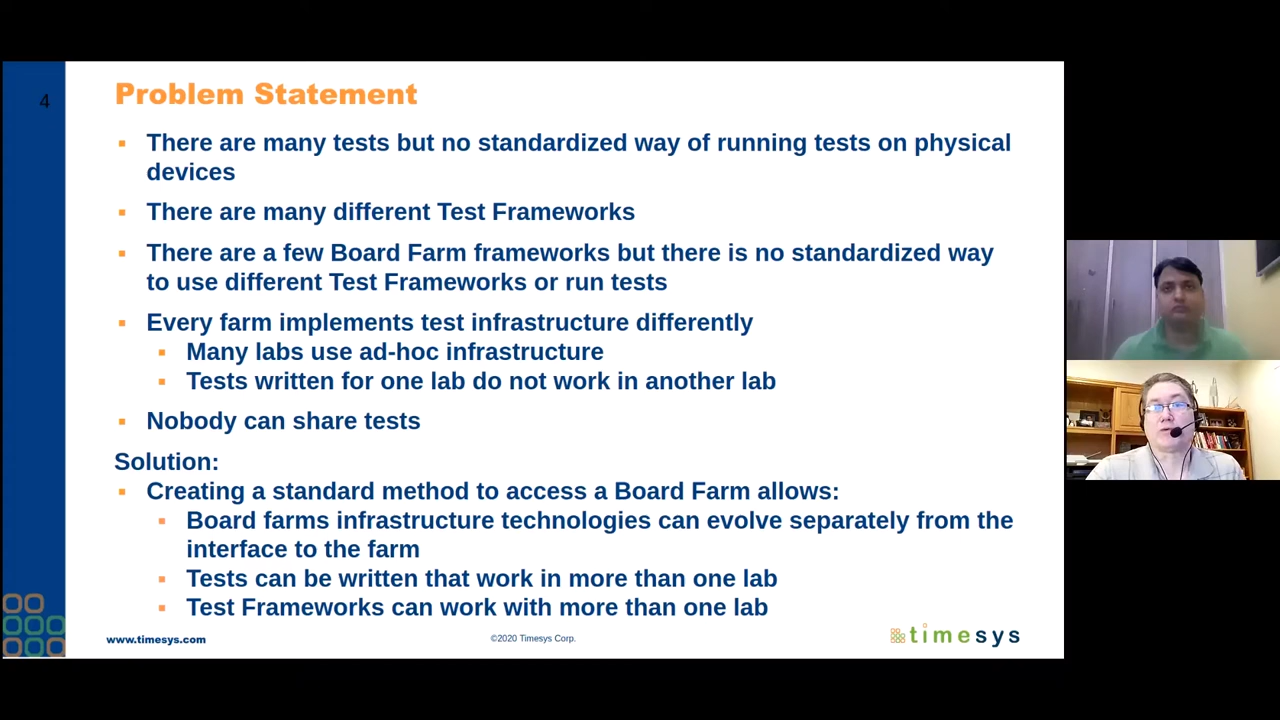 4
Problem Statement
There are many tests but no standardized way of running tests on physical
devices
There are many different Test Frameworks
There are a few Board Farm frameworks but there is no standardized way
to use different Test Frameworks or run tests
Every farm implements test infrastructure differently
Many labs use ad-hoc infrastructure
Tests written for one lab do not work in another lab
Nobody can share tests
Solution:
Creating a standard method to access a Board Farm allows:
Board farms infrastructure technologies can evolve separately from the
interface to the farm
Tests can be written that work in more than one lab
Test Frameworks can work with more than one lab
www.timesys.com
©2020 Timesys Corp.
timesys